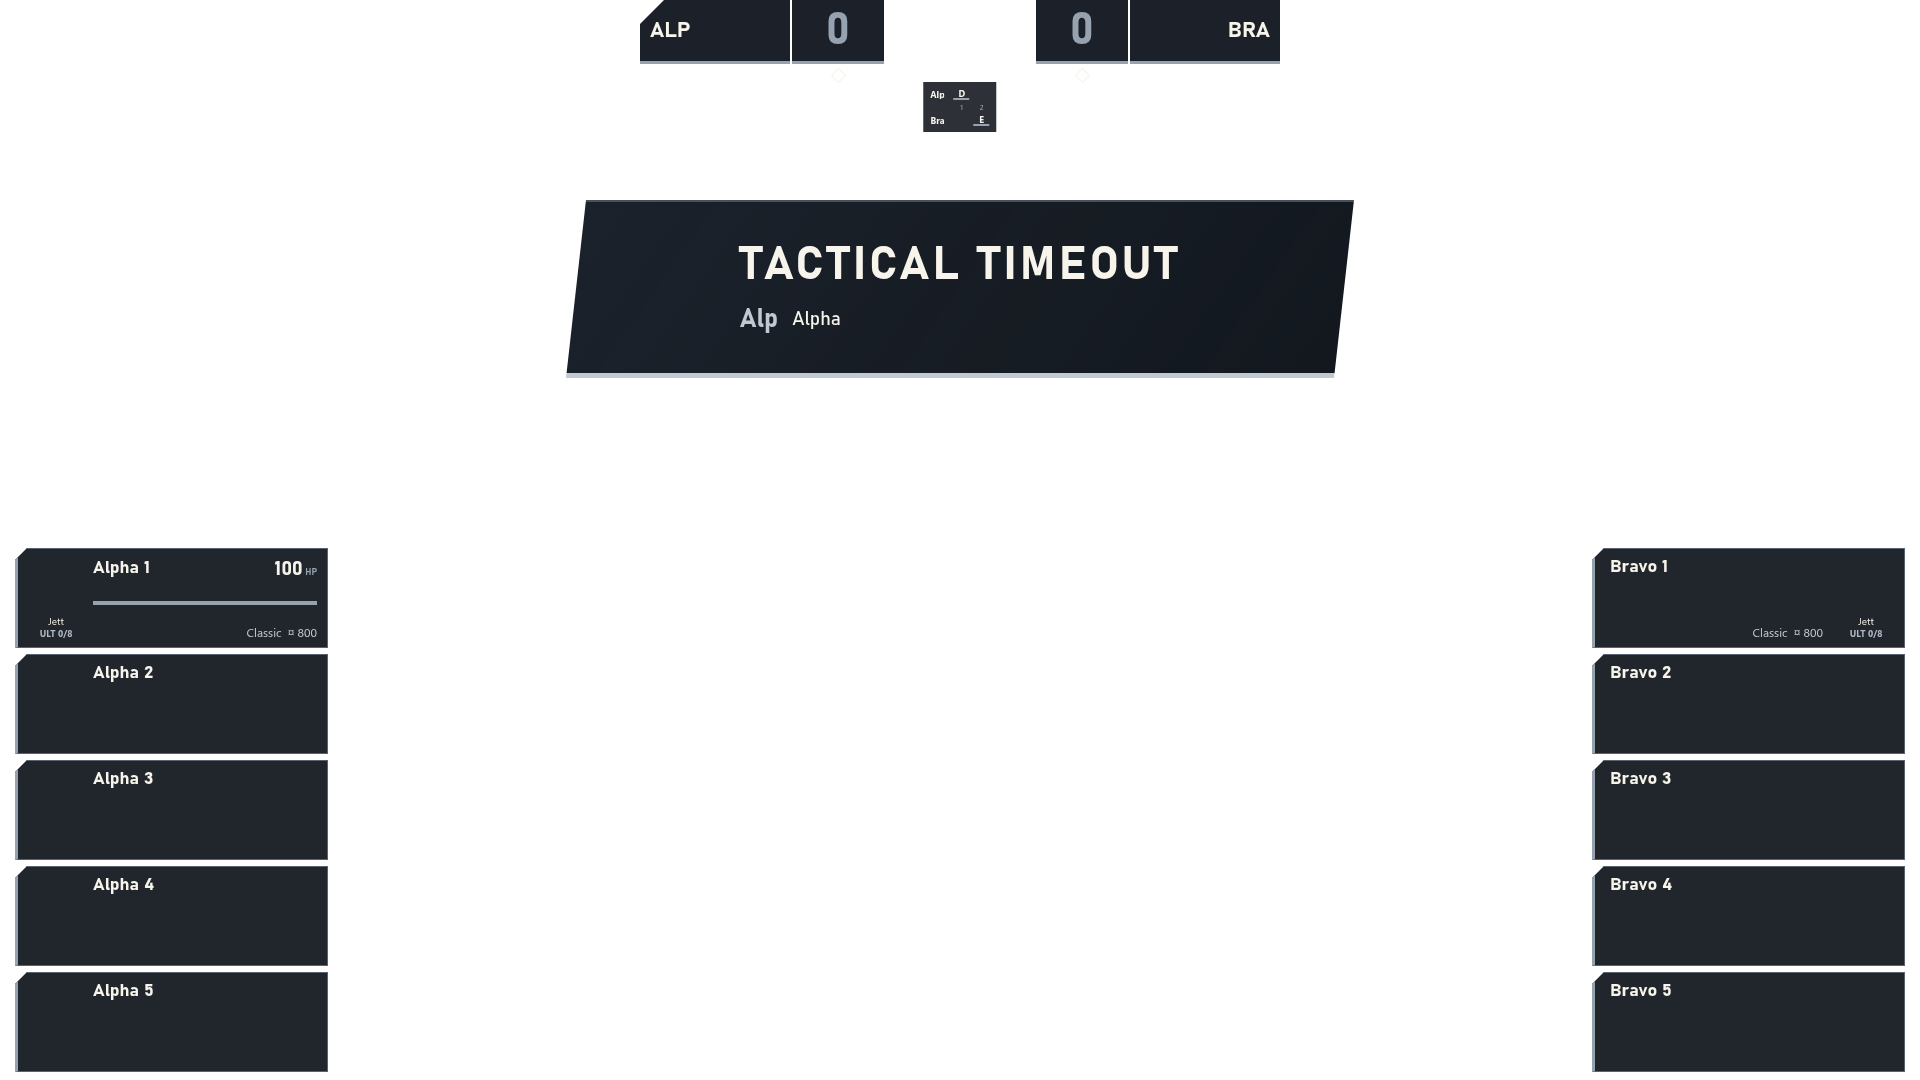 ALP 0 0 BRA
Alp D
1 2
Bra E
TACTICAL TIMEOUT
Alp Alpha
Alpha 1 100 HP
Jett
ULT 0/8 Classic ¤ 800
Alpha 2
Alpha 3
Alpha 4
Alpha 5
Bravo 1
Jett
Classic ¤ 800 ULT 0/8
Bravo 2
Bravo 3
Bravo 4
Bravo 5